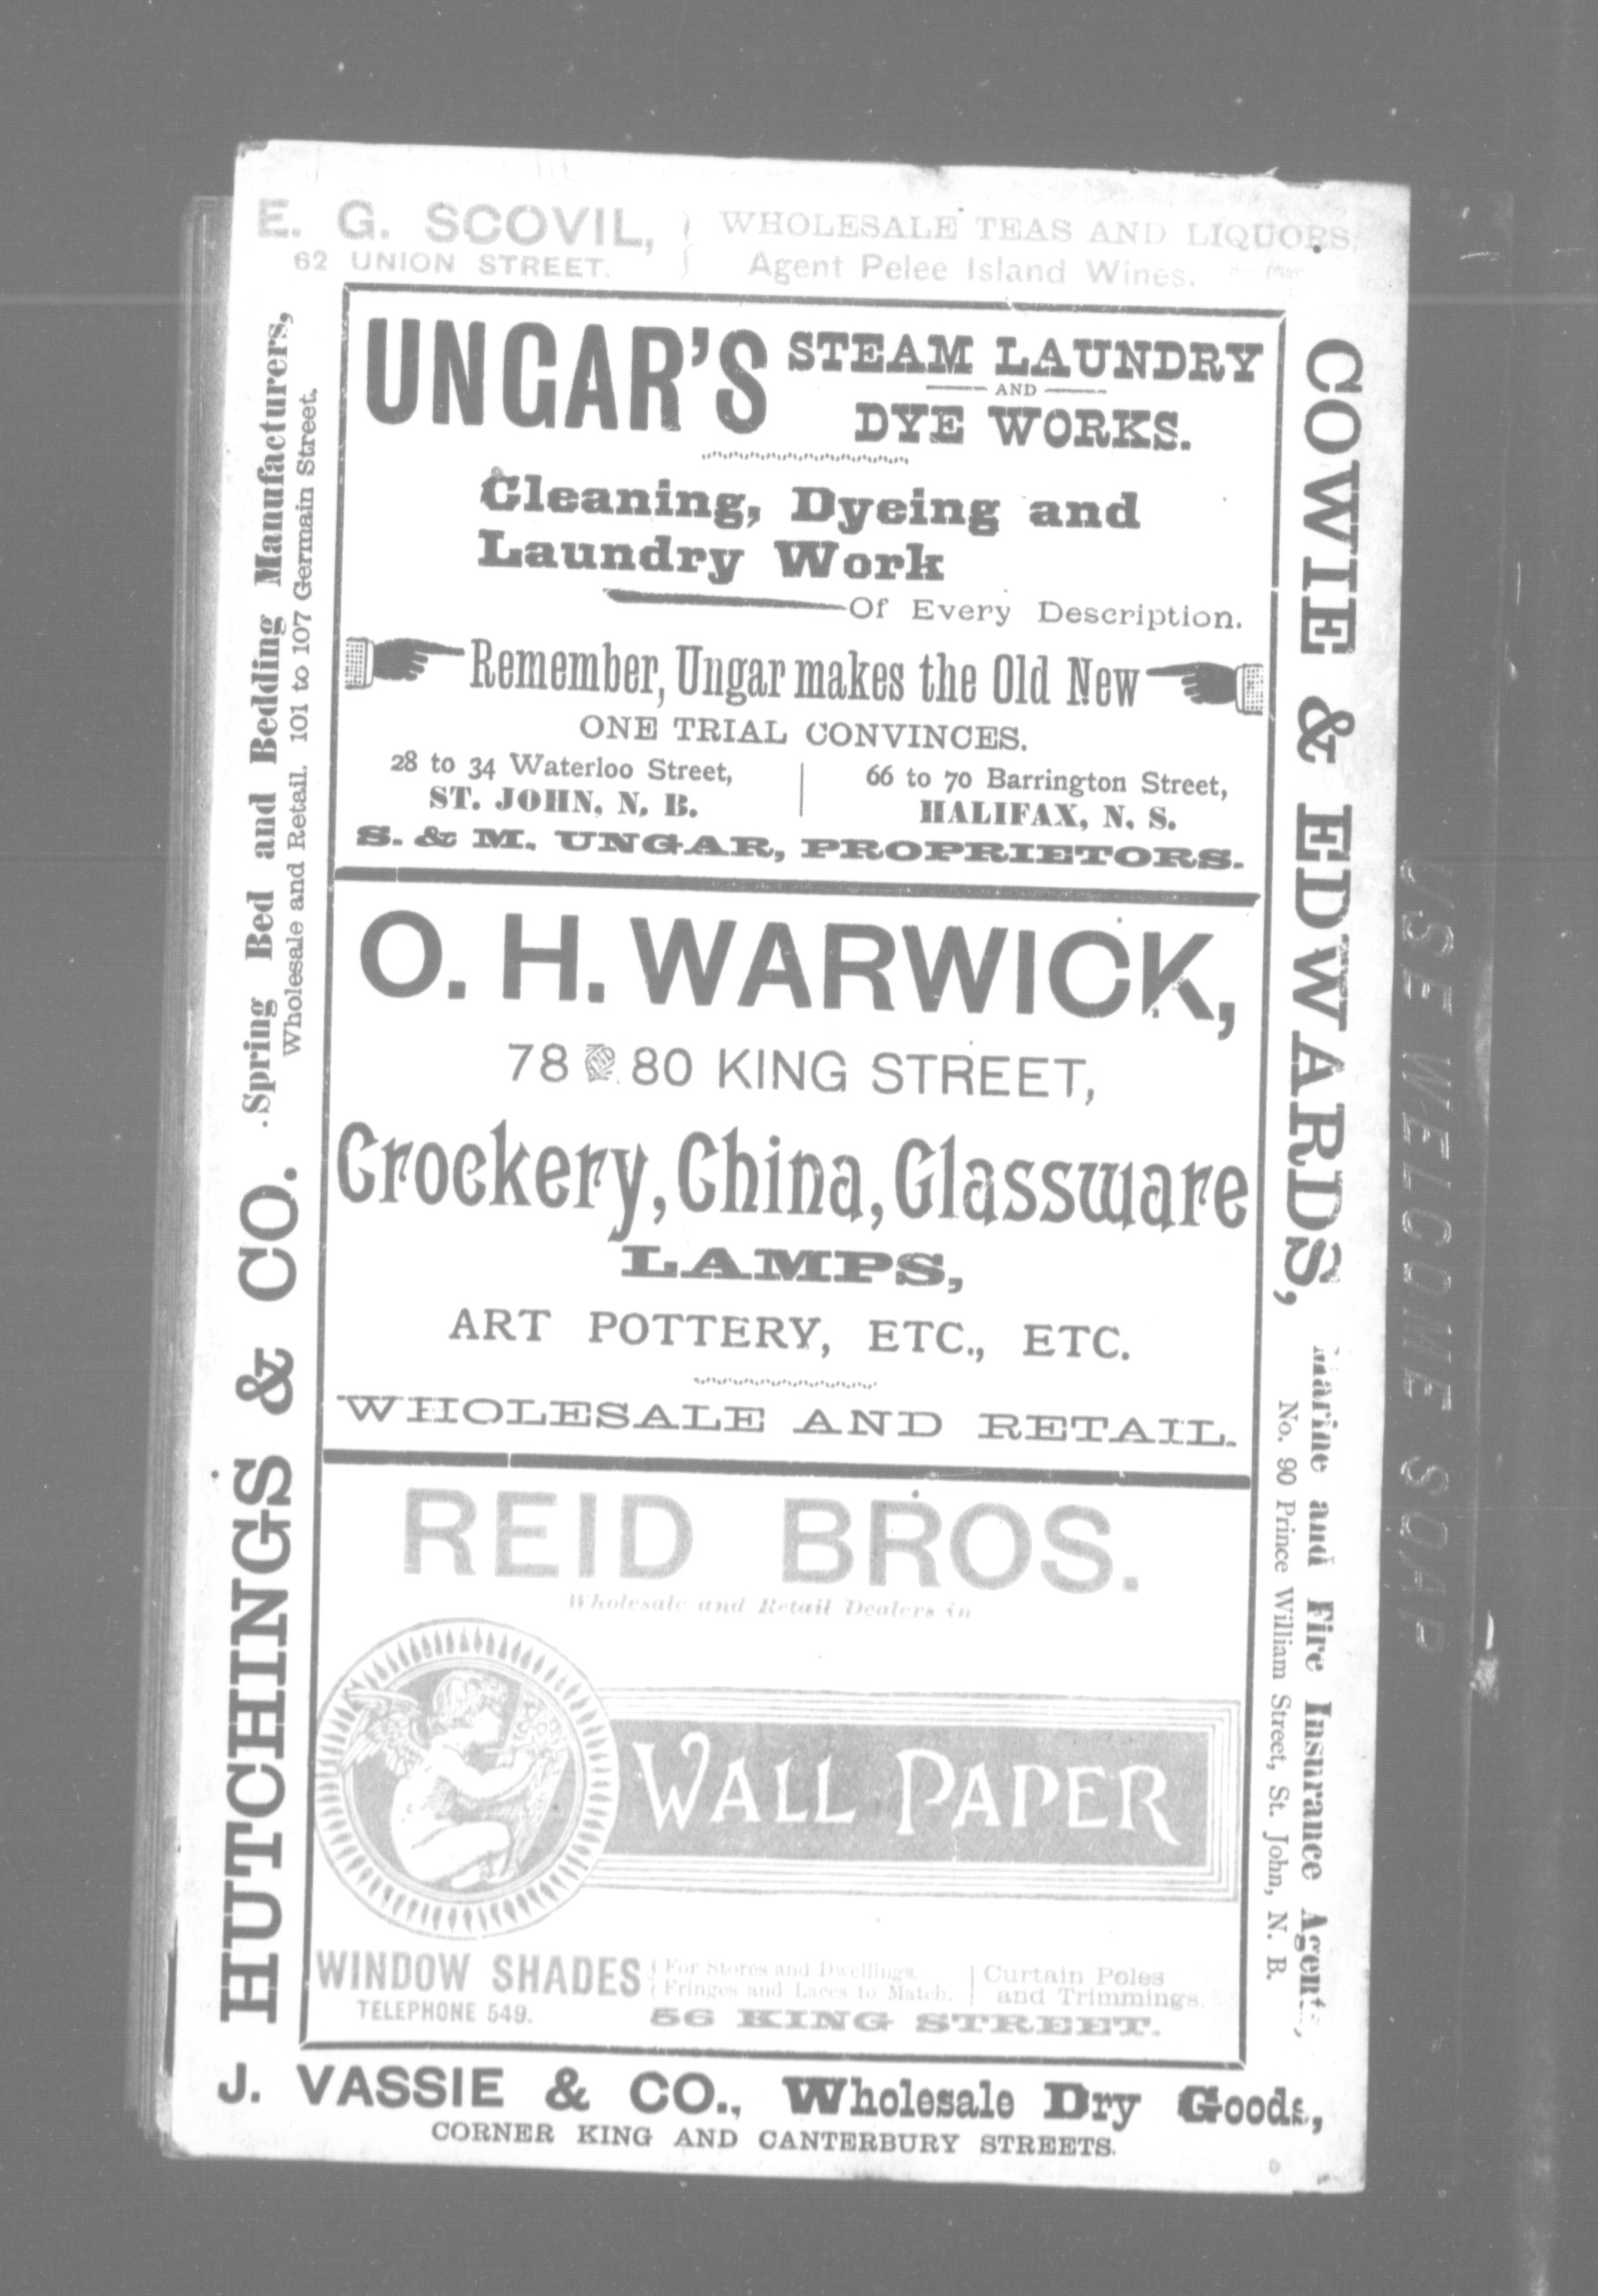 E. G. SCOVIL, WHOLESALE TEAS AND LIQUORS,
62 UNION STREET. Agent Pelee Island Wines.
UNGAR'S STEAM LAUNDRY
AND
DYE WORKS.
Cleaning, Dyeing and
Laundry Work
Of Every Description.
Remember, Ungar makes the Old New
ONE TRIAL CONVINCES.
28 to 34 Waterloo Street, | 66 to 70 Barrington Street,
ST. JOHN, N. B. HALIFAX, N. S.
S. & M. UNGAR, PROPRIETORS.
O. H. WARWICK,
78 AND 80 KING STREET,
Crockery, China, Glassware
LAMPS,
ART POTTERY, ETC., ETC.
WHOLESALE AND RETAIL.
REID BROS.
Wholesale and Retail Dealers in
WALL PAPER
WINDOW SHADES { For Stores and Dwellings. | Curtain Poles
{ Fringes and Laces to Match. | and Trimmings.
TELEPHONE 549. 56 KING STREET.
J. VASSIE & CO., Wholesale Dry Goods,
CORNER KING AND CANTERBURY STREETS.
HUTCHINGS & CO. Spring Bed and Bedding Manufacturers,
Wholesale and Retail. 101 to 107 Germain Street.
COWIE & EDWARDS, Marine and Fire Insurance Agents,
No. 90 Prince William Street, St. John, N. B.
USE WELCOME SOAP